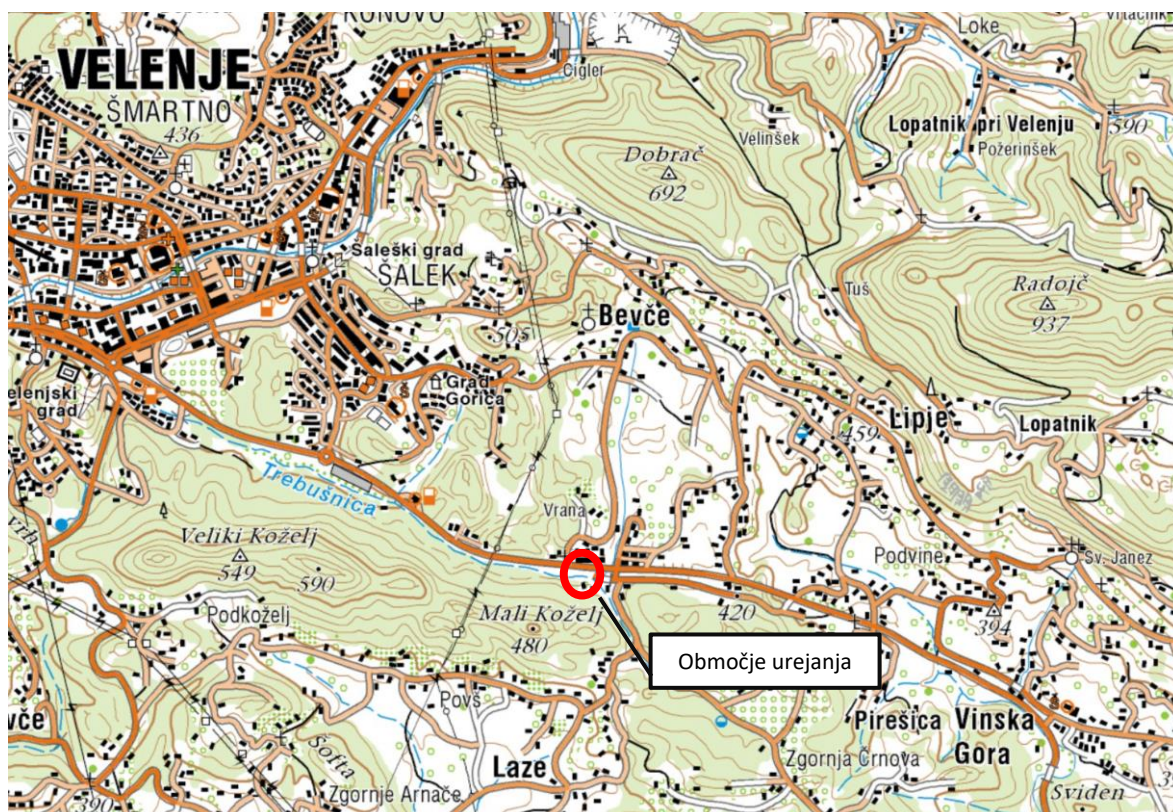 KONOVO
Loke
VELENJE
ŠMARTNO
436
Cigler
Velinšek
Lopatnik pri Velenju
Požerinšek
590
Dobrač
692
Šaleški grad
ŠALEK
505
Bevče
Tuš
Radojč
937
Grad
Gorica
grad
Trebušnica
459
Lipje
Lopatnik
Vrana
Veliki Koželj
549
590
Podkoželj
Mali Koželj
480
420
Podvine
Sv. Janez
394
Območje urejanja
Povš
Šofta
Laze
Zgornje Arnače
390
Pirešica
Vinska
Gora
Zgornja Črnova
Sviden